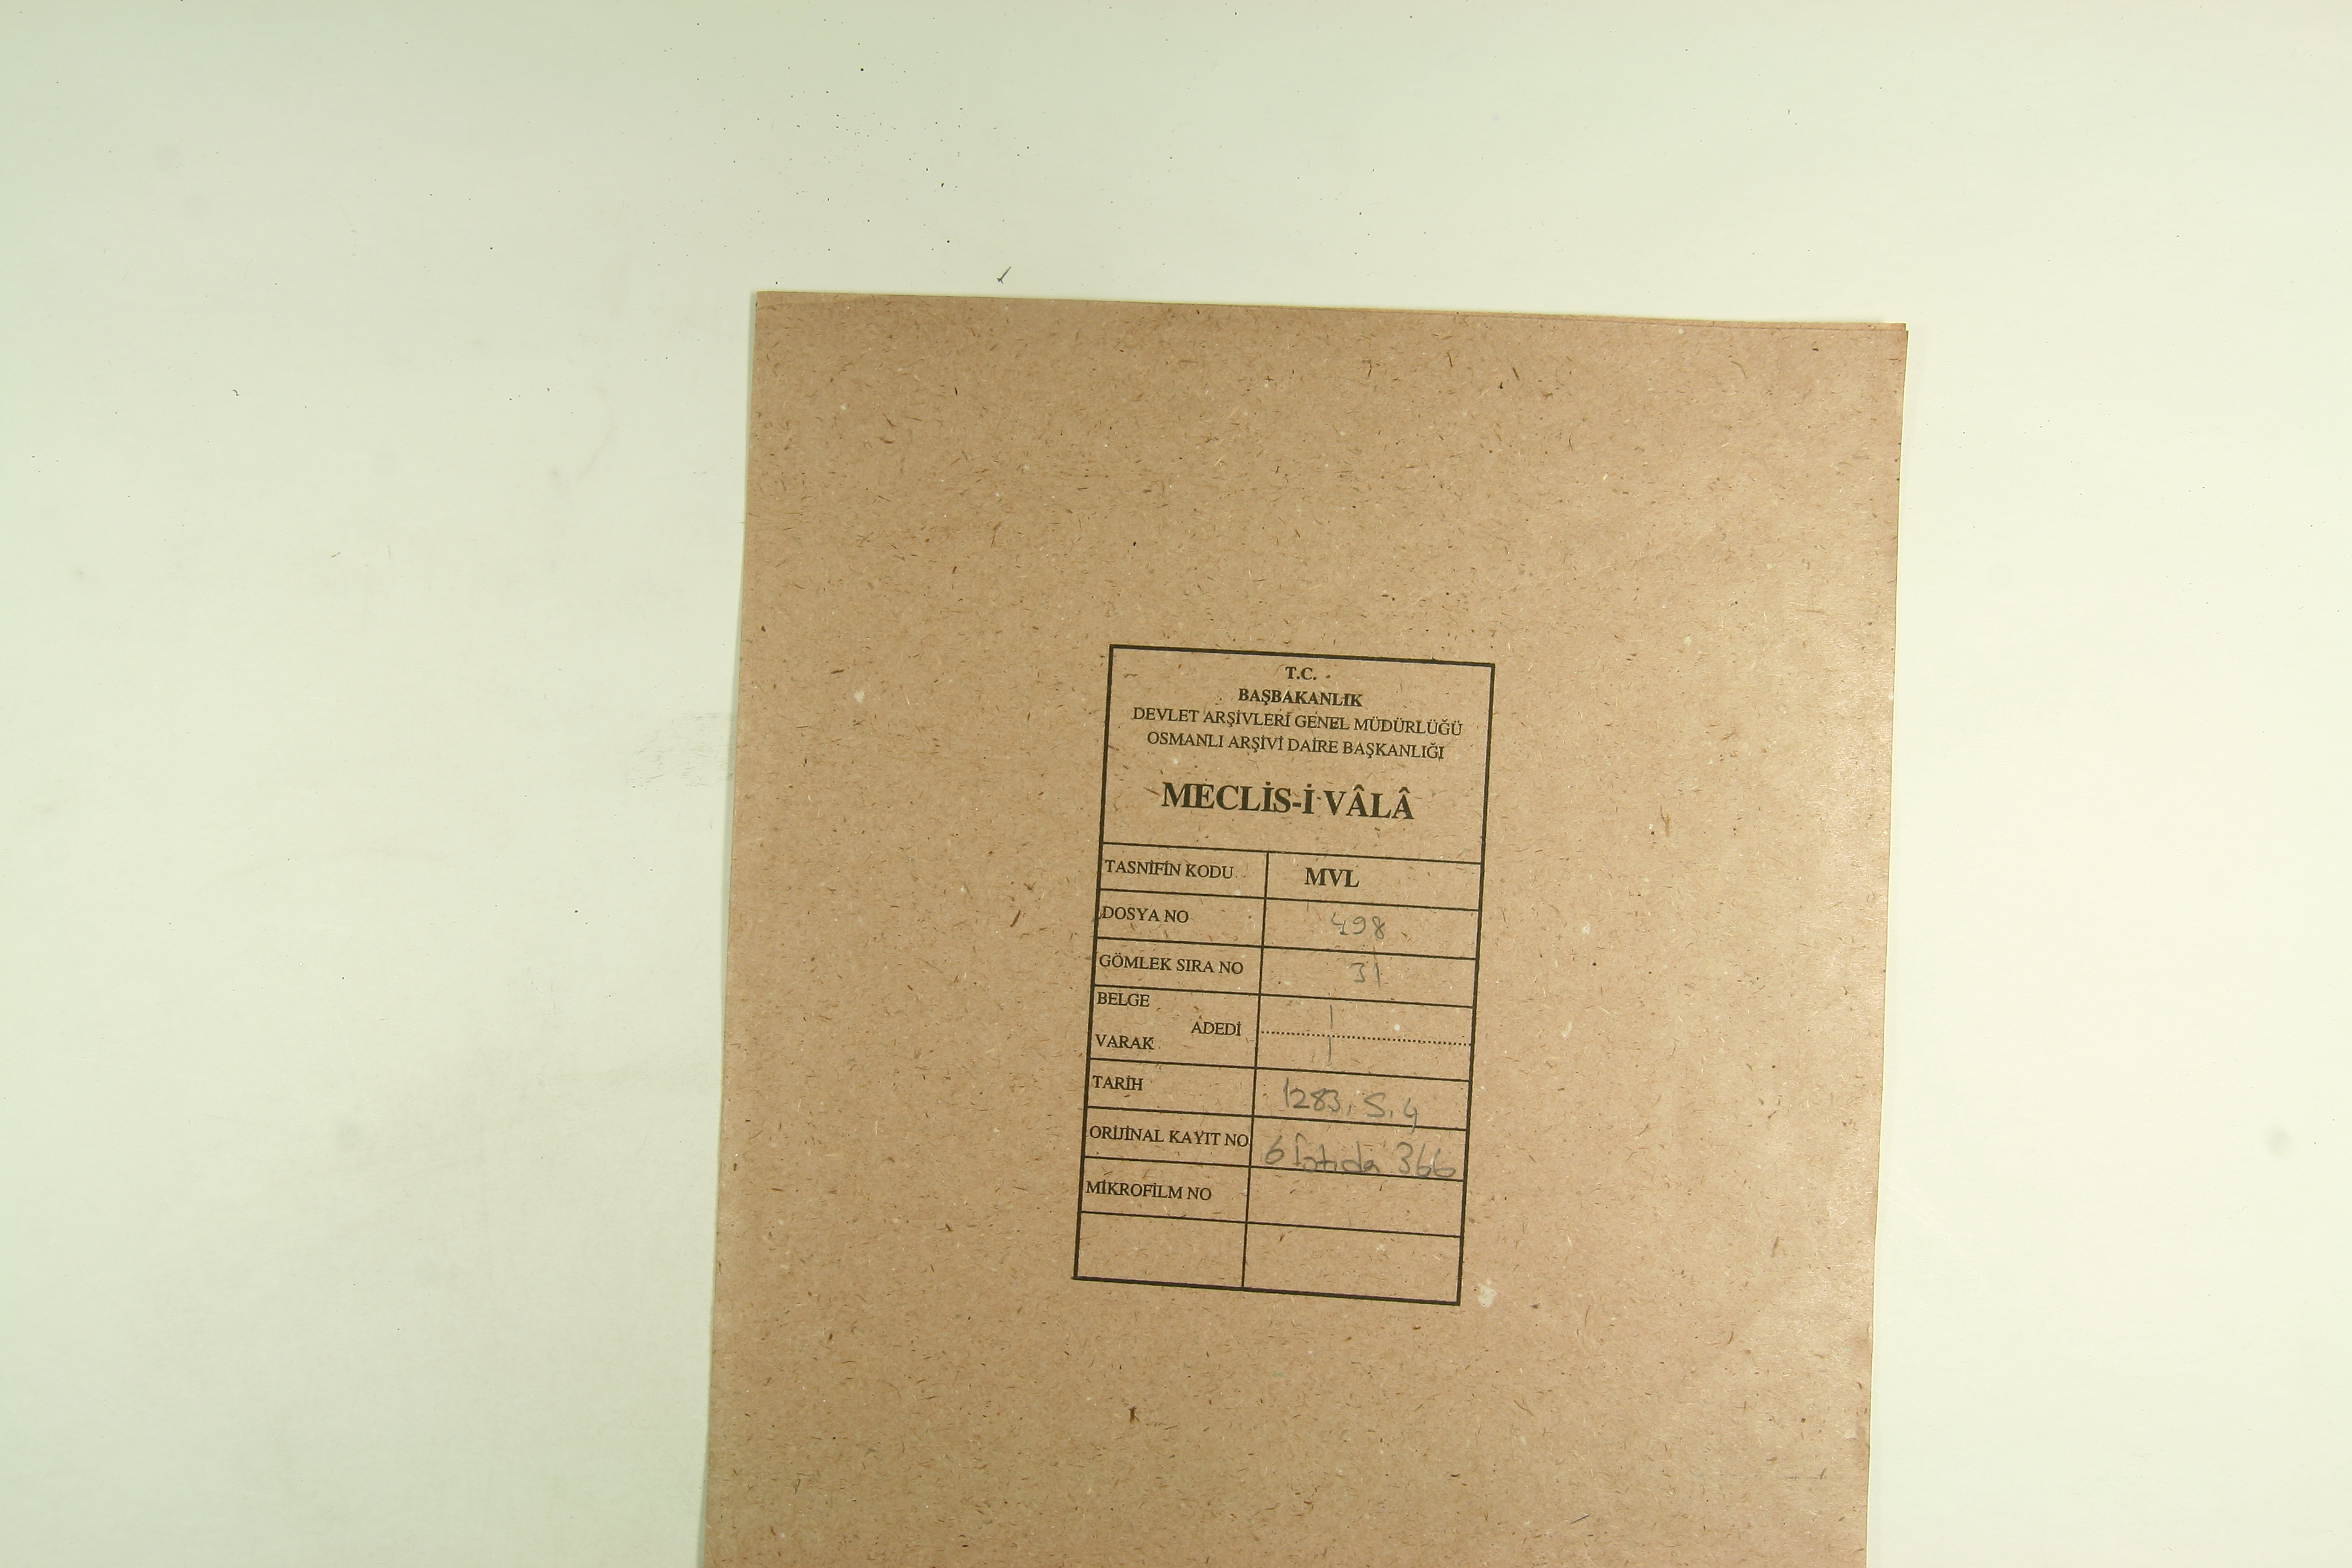 T.C.
BAŞBAKANLIK
DEVLET ARŞİVLERİ GENEL MÜDÜRLÜĞÜ
OSMANLI ARŞİVİ DAİRE BAŞKANLIĞI
MECLİS-İ VÂLÂ
TASNİFİN KODU MVL
DOSYA NO 498
GÖMLEK SIRA NO 31
BELGE 1
ADEDİ
VARAK 1
TARİH 1283. S. 4
ORİJİNAL KAYIT NO 6 366
MİKROFİLM NO